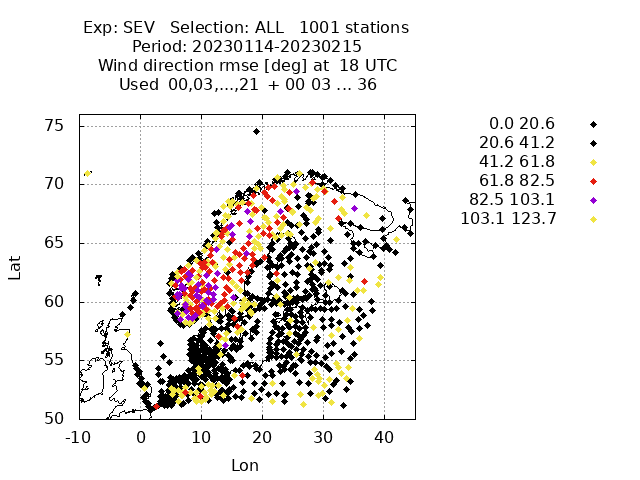 Exp: SEV   Selection: ALL   1001 stations
Period: 20230114-20230215
Wind direction rmse [deg] at  18 UTC
Used  00,03,...,21  + 00 03 ... 36
0.0 20.6
20.6 41.2
41.2 61.8
61.8 82.5
82.5 103.1
103.1 123.7
75
70
65
60
55
50
Lat
-10 0 10 20 30 40
Lon